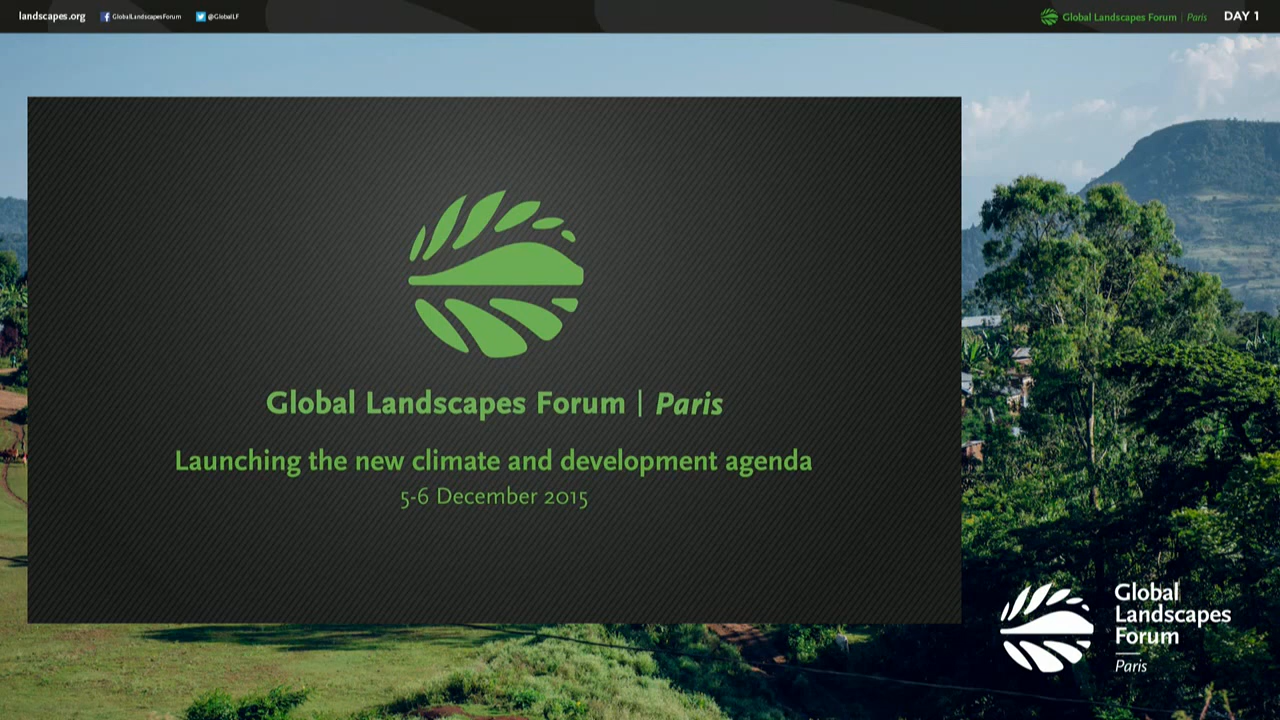 landscapes.org GlobalLandscapesForum @GlobalLF
Global Landscapes Forum | Paris DAY 1
Global Landscapes Forum | Paris
Launching the new climate and development agenda
5-6 December 2015
Global
Landscapes
Forum
Paris